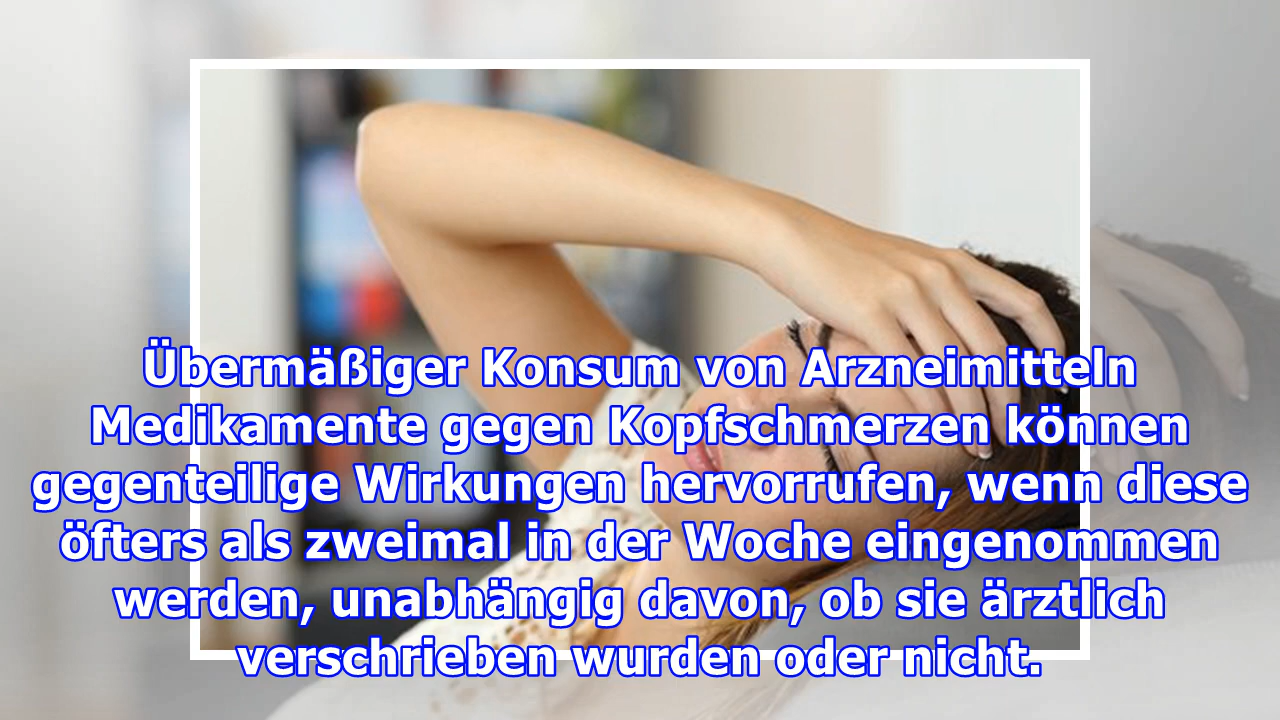 Übermäßiger Konsum von Arzneimitteln
Medikamente gegen Kopfschmerzen können
gegenteilige Wirkungen hervorrufen, wenn diese
öfters als zweimal in der Woche eingenommen
werden, unabhängig davon, ob sie ärztlich
verschrieben wurden oder nicht.